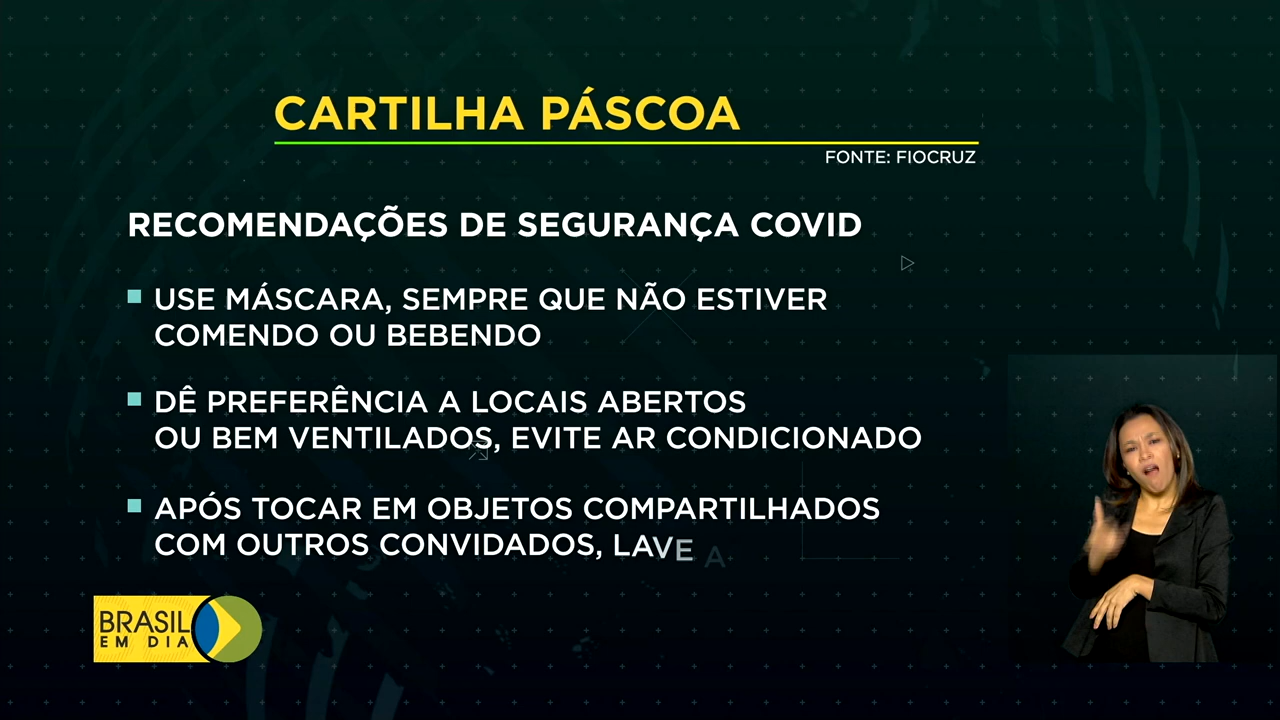 CARTILHA PÁSCOA
FONTE: FIOCRUZ
RECOMENDAÇÕES DE SEGURANÇA COVID
USE MÁSCARA, SEMPRE QUE NÃO ESTIVER
COMENDO OU BEBENDO
DÊ PREFERÊNCIA A LOCAIS ABERTOS
OU BEM VENTILADOS, EVITE AR CONDICIONADO
APÓS TOCAR EM OBJETOS COMPARTILHADOS
COM OUTROS CONVIDADOS, LAVE A
BRASIL
EM DIA